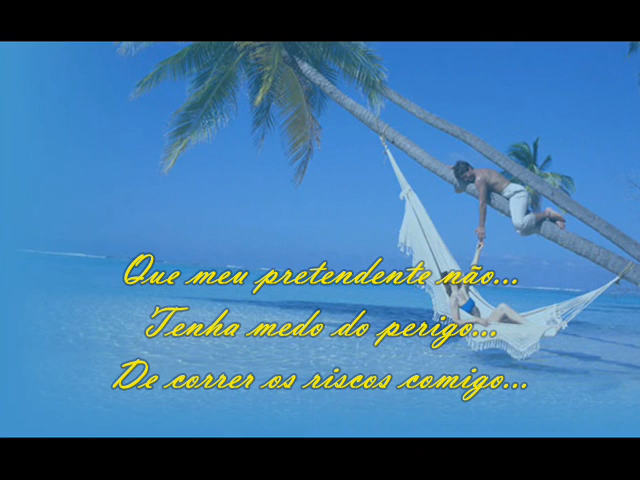 Que meu pretendente não...
Tenha medo do perigo...
De correr os riscos comigo...